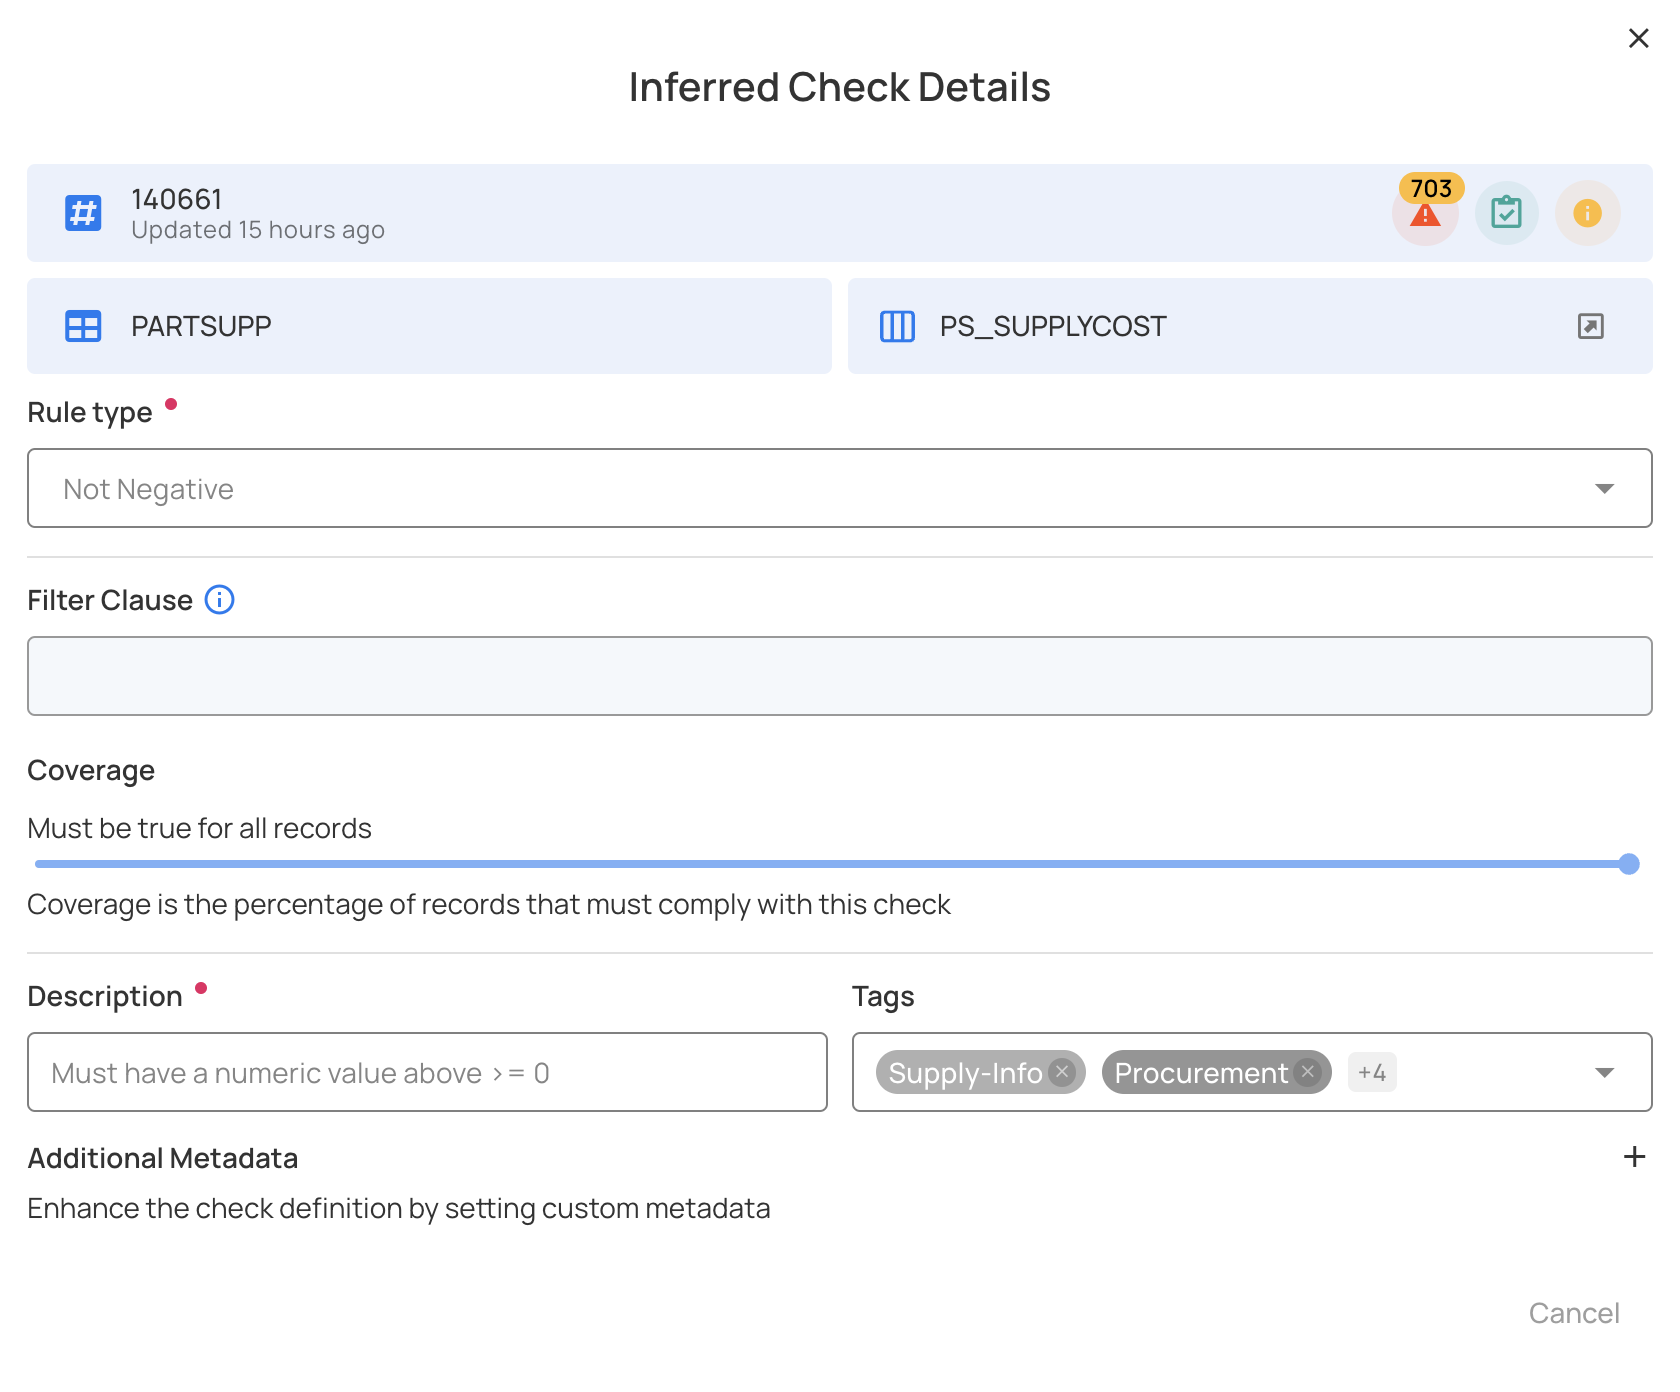 Inferred Check Details
140661
Updated 15 hours ago
703
PARTSUPP
PS_SUPPLYCOST
Rule type
Not Negative
Filter Clause
Coverage
Must be true for all records
Coverage is the percentage of records that must comply with this check
Description
Tags
Must have a numeric value above >= 0
Supply-Info Procurement +4
Additional Metadata
Enhance the check definition by setting custom metadata
Cancel